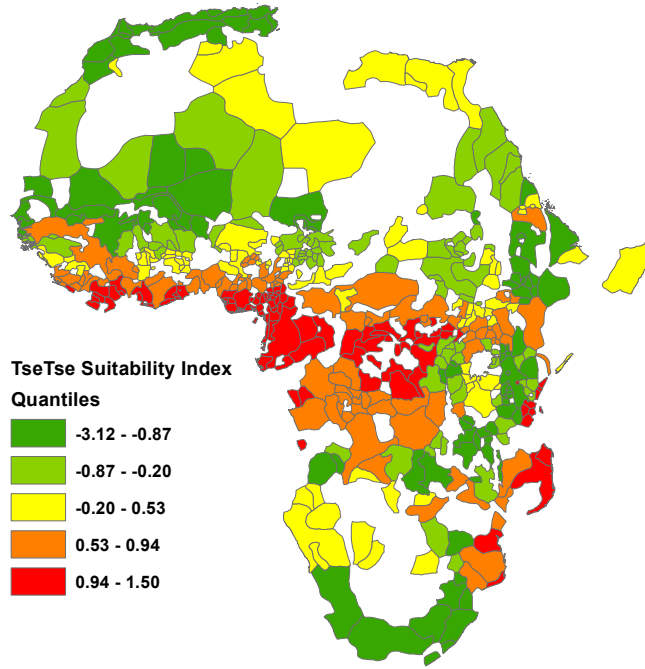 TseTse Suitability Index
Quantiles
-3.12 - -0.87
-0.87 - -0.20
-0.20 - 0.53
0.53 - 0.94
0.94 - 1.50